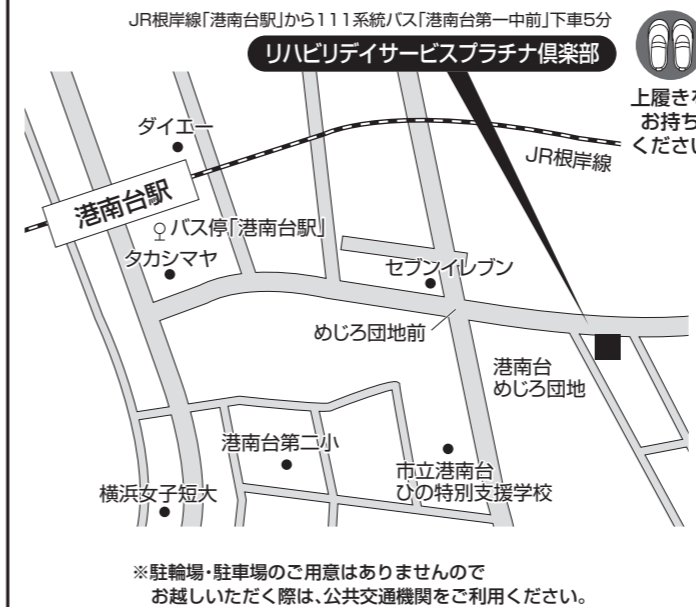 JR根岸線「港南台駅」から111系統バス「港南台第一中前」下車5分
リハビリデイサービスプラチナ倶楽部
上履きを
お持ち
ください
ダイエー
JR根岸線
港南台駅
バス停「港南台駅」
タカシマヤ
セブンイレブン
めじろ団地前
港南台
めじろ団地
港南台第二小
市立港南台
ひの特別支援学校
横浜女子短大
※駐輪場・駐車場のご用意はありませんので
お越しいただく際は、公共交通機関をご利用ください。